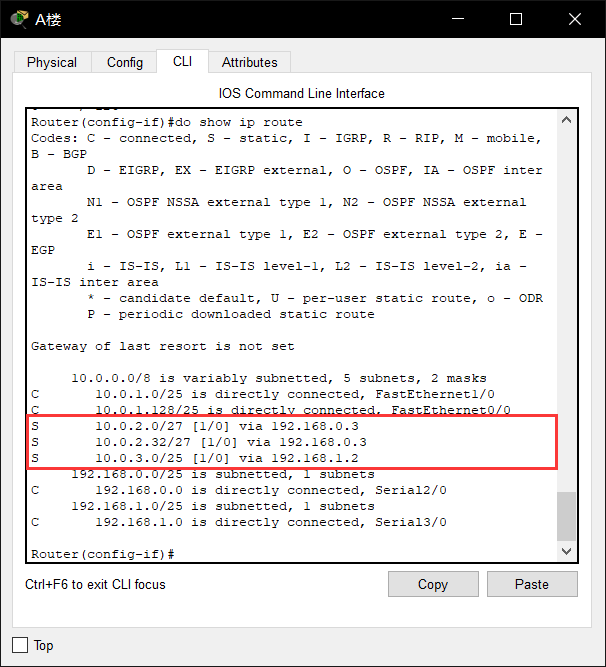 A楼
Physical Config CLI Attributes
IOS Command Line Interface
Router(config-if)#do show ip route
Codes: C - connected, S - static, I - IGRP, R - RIP, M - mobile,
B - BGP
D - EIGRP, EX - EIGRP external, O - OSPF, IA - OSPF inter
area
N1 - OSPF NSSA external type 1, N2 - OSPF NSSA external
type 2
E1 - OSPF external type 1, E2 - OSPF external type 2, E -
EGP
i - IS-IS, L1 - IS-IS level-1, L2 - IS-IS level-2, ia -
IS-IS inter area
* - candidate default, U - per-user static route, o - ODR
P - periodic downloaded static route
Gateway of last resort is not set
10.0.0.0/8 is variably subnetted, 5 subnets, 2 masks
C 10.0.1.0/25 is directly connected, FastEthernet1/0
C 10.0.1.128/25 is directly connected, FastEthernet0/0
S 10.0.2.0/27 [1/0] via 192.168.0.3
S 10.0.2.32/27 [1/0] via 192.168.0.3
S 10.0.3.0/25 [1/0] via 192.168.1.2
192.168.0.0/25 is subnetted, 1 subnets
C 192.168.0.0 is directly connected, Serial2/0
192.168.1.0/25 is subnetted, 1 subnets
C 192.168.1.0 is directly connected, Serial3/0
Router(config-if)#
Ctrl+F6 to exit CLI focus
Copy Paste
Top